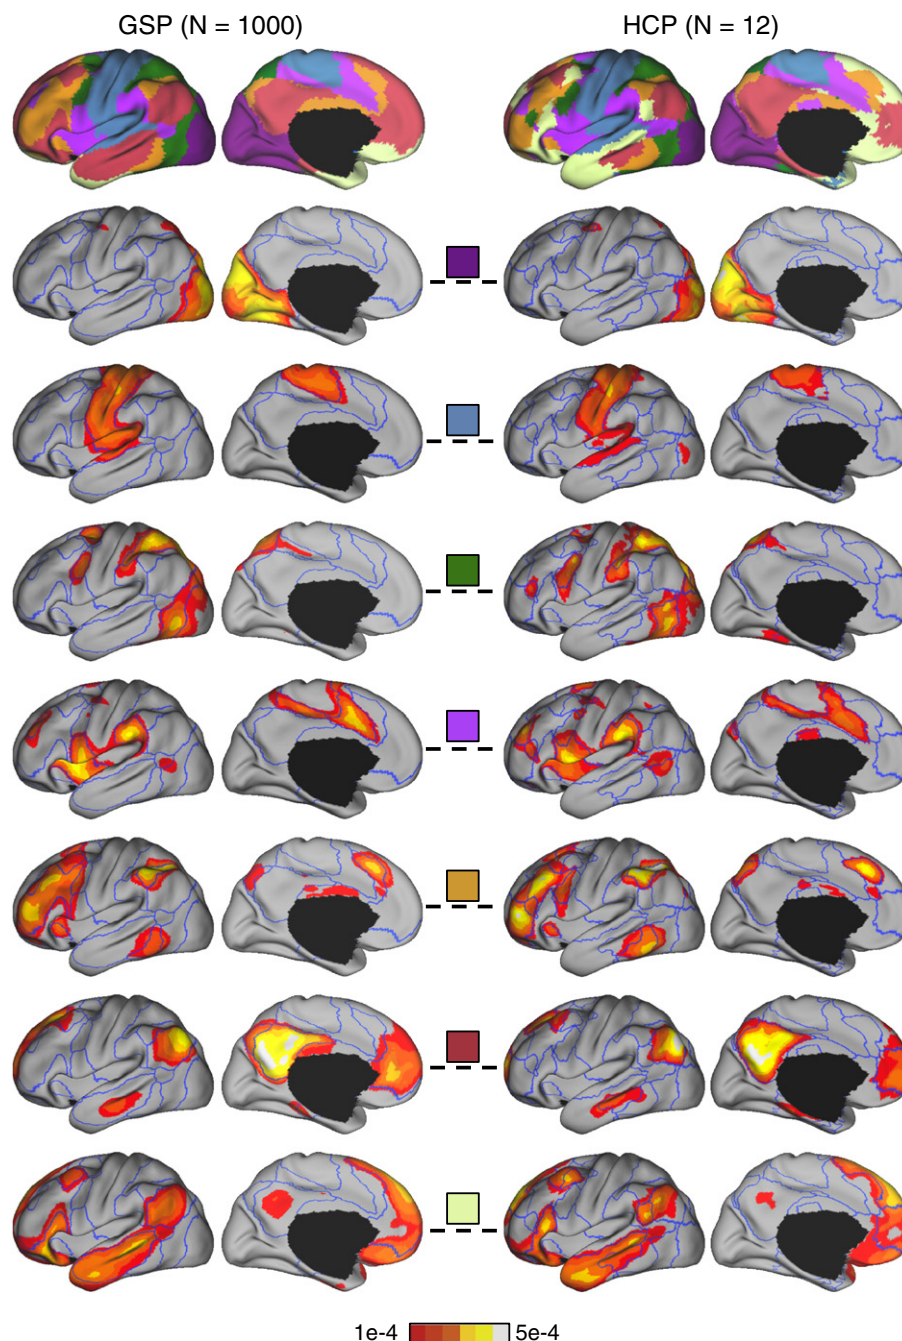 GSP (N = 1000) HCP (N = 12)
1e-4 5e-4